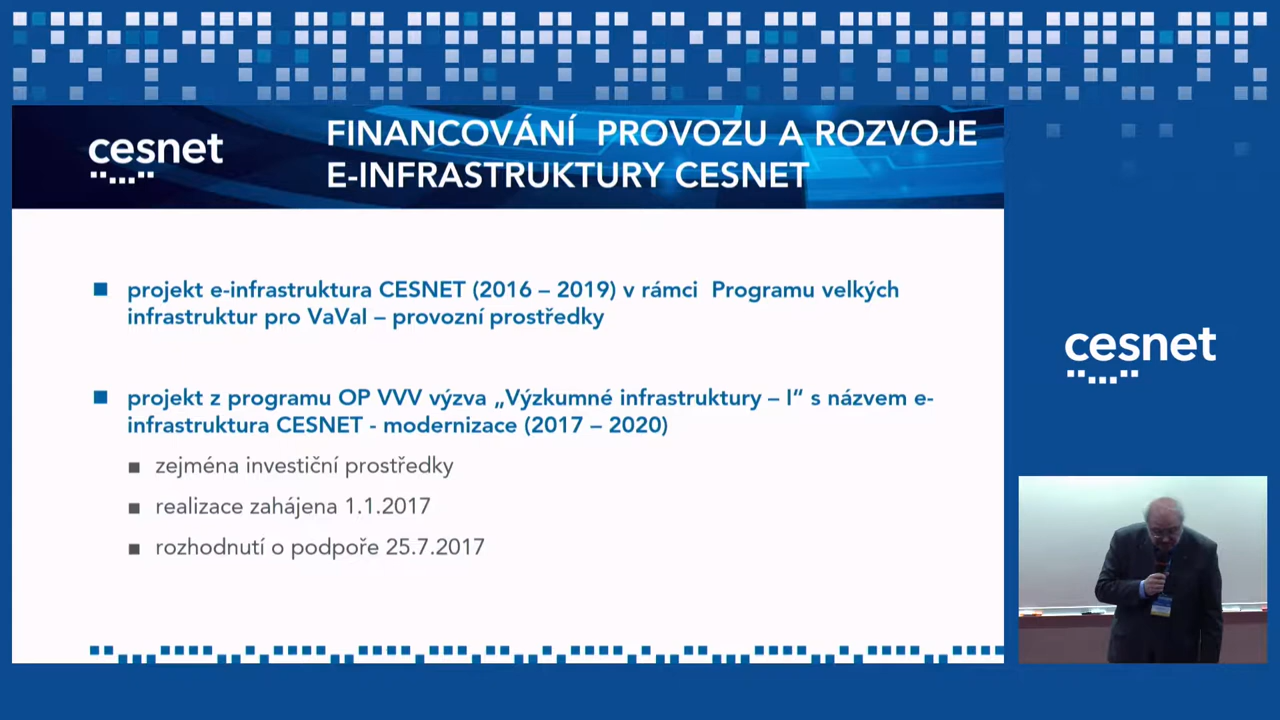 cesnet
FINANCOVÁNÍ PROVOZU A ROZVOJE
E-INFRASTRUKTURY CESNET
projekt e-infrastruktura CESNET (2016 – 2019) v rámci Programu velkých
infrastruktur pro VaVaI – provozní prostředky
projekt z programu OP VVV výzva „Výzkumné infrastruktury – I“ s názvem e-
infrastruktura CESNET - modernizace (2017 – 2020)
zejména investiční prostředky
realizace zahájena 1.1.2017
rozhodnutí o podpoře 25.7.2017
cesnet